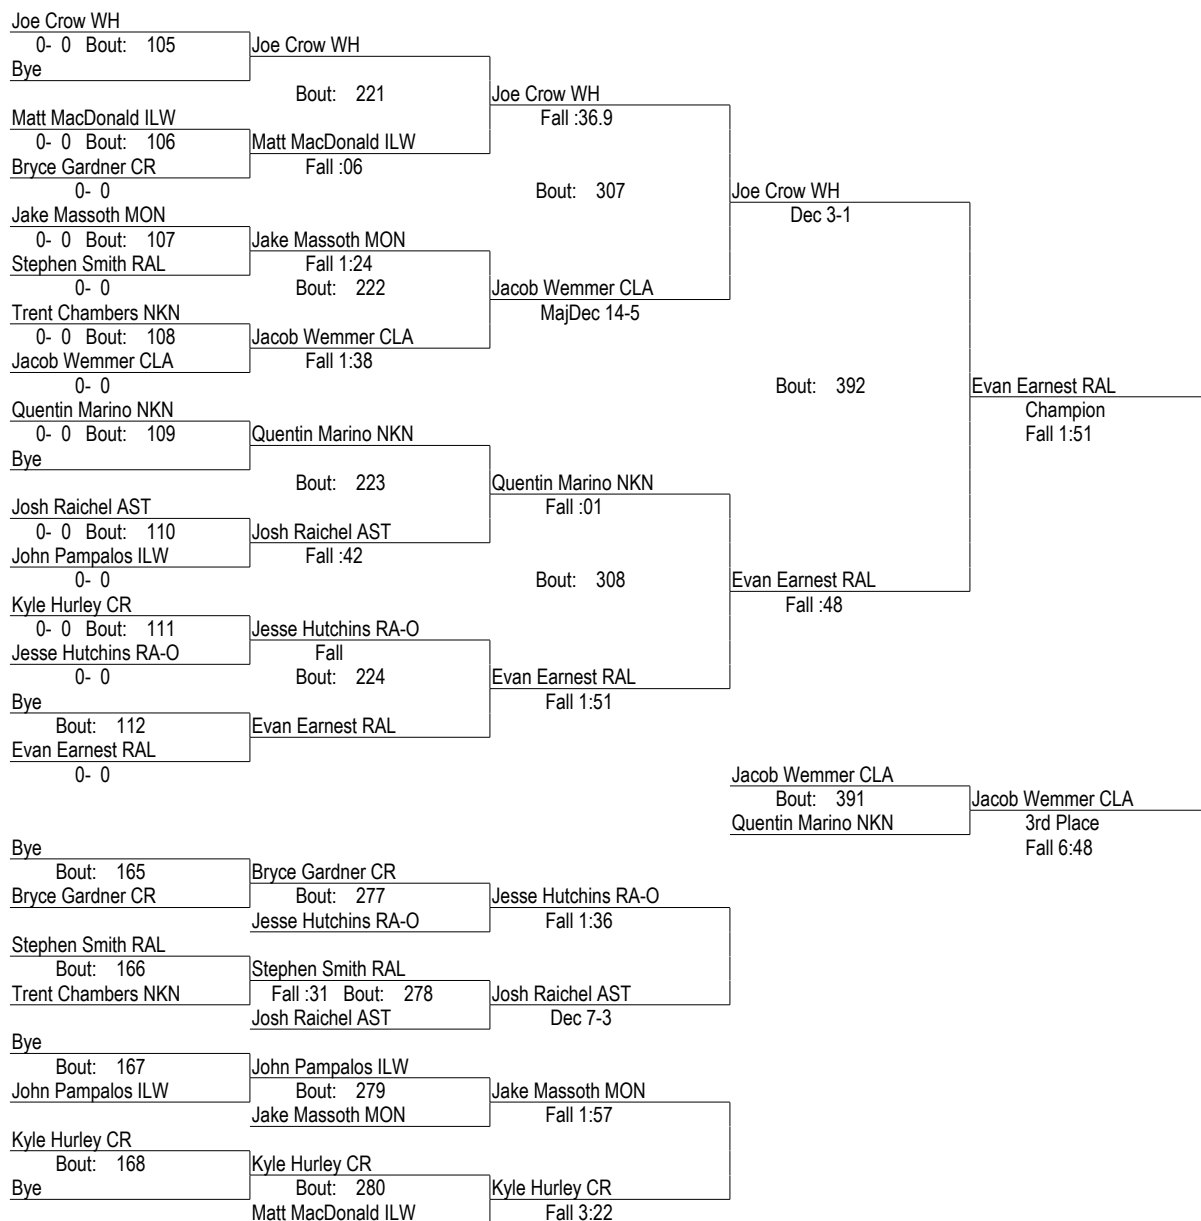 Joe Crow WH
0- 0 Bout: 105 Joe Crow WH
Bye
Bout: 221 Joe Crow WH
Matt MacDonald ILW Fall :36.9
0- 0 Bout: 106 Matt MacDonald ILW
Bryce Gardner CR Fall :06
0- 0 Bout: 307 Joe Crow WH
Jake Massoth MON Dec 3-1
0- 0 Bout: 107 Jake Massoth MON
Stephen Smith RAL Fall 1:24
0- 0 Bout: 222 Jacob Wemmer CLA
Trent Chambers NKN MajDec 14-5
0- 0 Bout: 108 Jacob Wemmer CLA
Jacob Wemmer CLA Fall 1:38
0- 0 Bout: 392 Evan Earnest RAL
Quentin Marino NKN Champion
0- 0 Bout: 109 Quentin Marino NKN Fall 1:51
Bye
Bout: 223 Quentin Marino NKN
Josh Raichel AST Fall :01
0- 0 Bout: 110 Josh Raichel AST
John Pampalos ILW Fall :42
0- 0 Bout: 308 Evan Earnest RAL
Kyle Hurley CR Fall :48
0- 0 Bout: 111 Jesse Hutchins RA-O
Jesse Hutchins RA-O Fall
0- 0 Bout: 224 Evan Earnest RAL
Bye Fall 1:51
Bout: 112 Evan Earnest RAL
Evan Earnest RAL
0- 0 Jacob Wemmer CLA
Bout: 391 Jacob Wemmer CLA
Quentin Marino NKN 3rd Place
Bye Fall 6:48
Bout: 165 Bryce Gardner CR
Bryce Gardner CR Bout: 277 Jesse Hutchins RA-O
Jesse Hutchins RA-O Fall 1:36
Stephen Smith RAL
Bout: 166 Stephen Smith RAL
Trent Chambers NKN Fall :31 Bout: 278 Josh Raichel AST
Josh Raichel AST Dec 7-3
Bye
Bout: 167 John Pampalos ILW
John Pampalos ILW Bout: 279 Jake Massoth MON
Jake Massoth MON Fall 1:57
Kyle Hurley CR
Bout: 168 Kyle Hurley CR
Bye Bout: 280 Kyle Hurley CR
Matt MacDonald ILW Fall 3:22